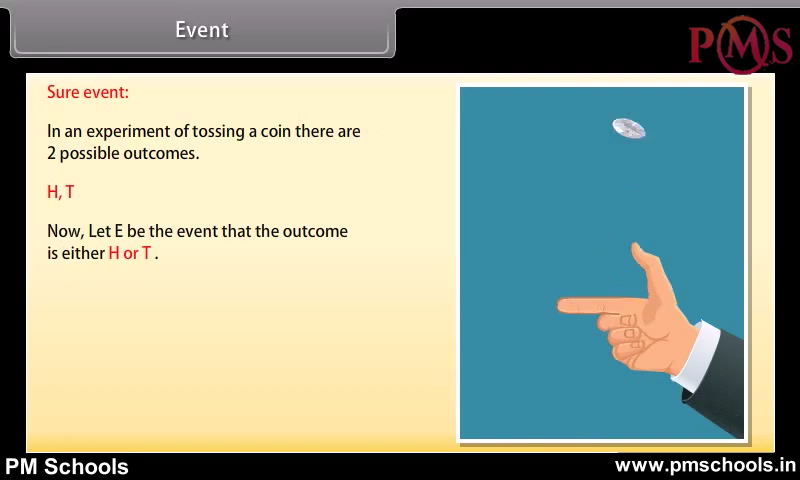 Event
PMS
Sure event:
In an experiment of tossing a coin there are
2 possible outcomes.
H, T
Now, Let E be the event that the outcome
is either H or T .
PM Schools
www.pmschools.in